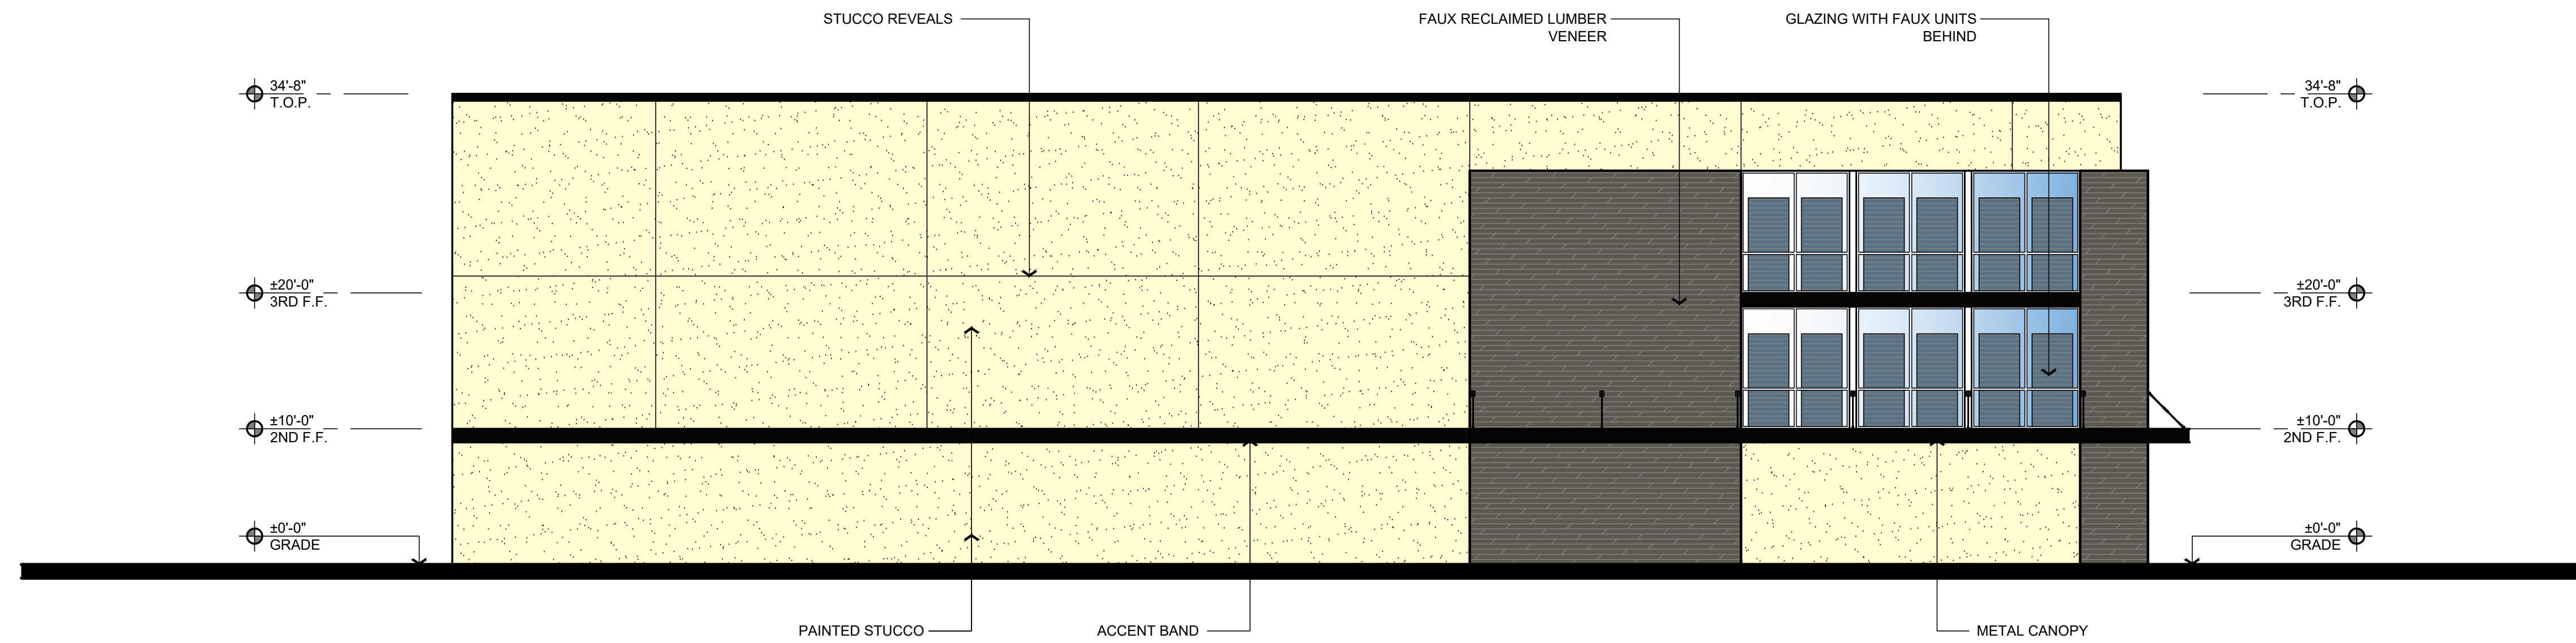 STUCCO REVEALS
FAUX RECLAIMED LUMBER
VENEER
GLAZING WITH FAUX UNITS
BEHIND
34'-8"
T.O.P.
34'-8"
T.O.P.
±20'-0"
3RD F.F.
±20'-0"
3RD F.F.
±10'-0"
2ND F.F.
±10'-0"
2ND F.F.
±0'-0"
GRADE
±0'-0"
GRADE
PAINTED STUCCO
ACCENT BAND
METAL CANOPY